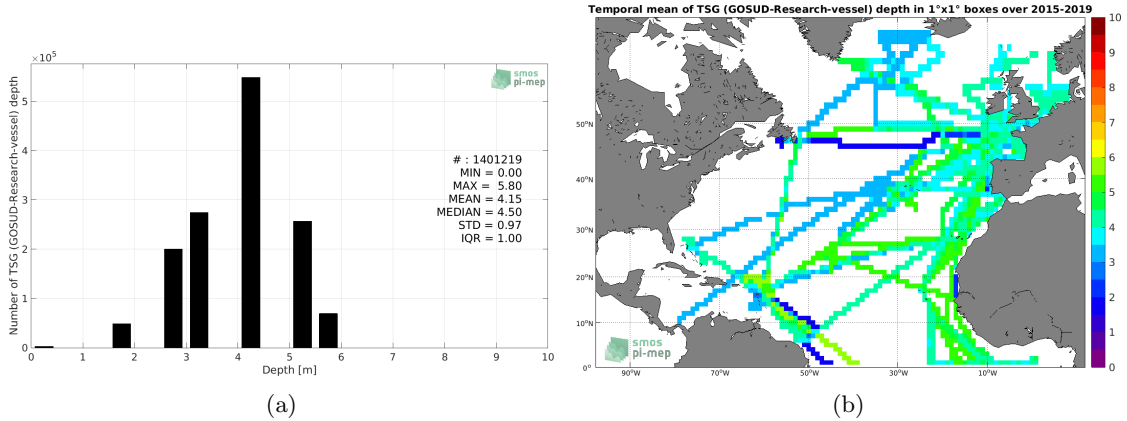 Temporal mean of TSG (GOSUD-Research-vessel) depth in 1°x1° boxes over 2015-2019
×10⁵
Number of TSG (GOSUD-Research-vessel) depth
5
4
3
2
1
0
0 1 2 3 4 5 6 7 8 9 10
Depth [m]
smos
pi-mep
# : 1401219
MIN = 0.00
MAX = 5.80
MEAN = 4.15
MEDIAN = 4.50
STD = 0.97
IQR = 1.00
(a)
50°N
40°N
30°N
20°N
10°N
0°
90°W 70°W 50°W 30°W 10°W
smos
pi-mep
10
9
8
7
6
5
4
3
2
1
0
(b)